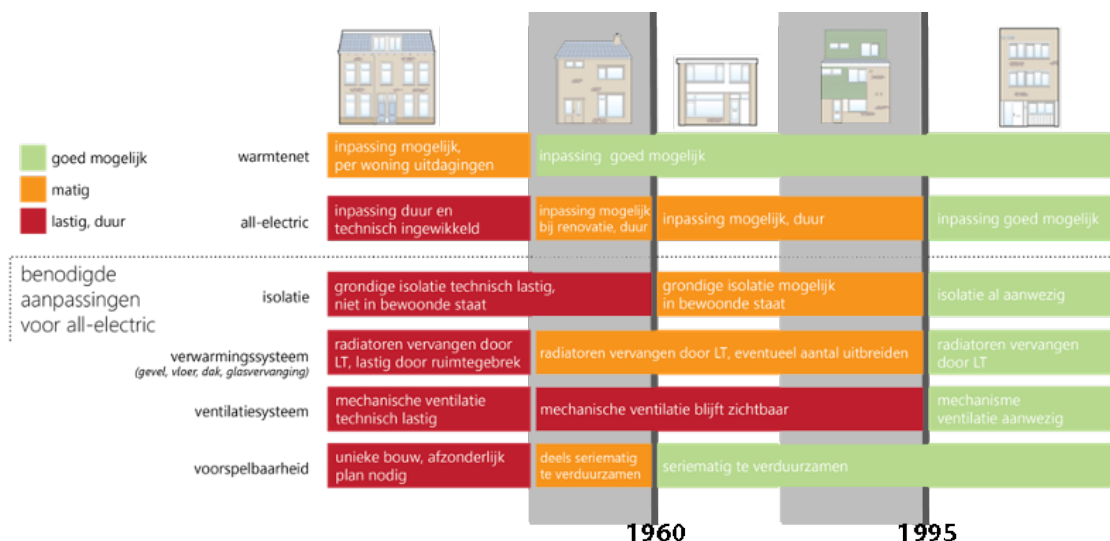 goed mogelijk
matig
lastig, duur
warmtenet
inpassing mogelijk,
per woning uitdagingen
inpassing goed mogelijk
all-electric
inpassing duur en
technisch ingewikkeld
inpassing mogelijk
bij renovatie, duur
inpassing mogelijk, duur
inpassing goed mogelijk
benodigde
aanpassingen
voor all-electric
isolatie
grondige isolatie technisch lastig,
niet in bewoonde staat
grondige isolatie mogelijk
in bewoonde staat
isolatie al aanwezig
verwarmingssysteem
(gevel, vloer, dak, glasvervanging)
radiatoren vervangen door
LT, lastig door ruimtegebrek
radiatoren vervangen door LT, eventueel aantal uitbreiden
radiatoren vervangen
door LT
ventilatiesysteem
mechanische ventilatie
technisch lastig
mechanische ventilatie blijft zichtbaar
mechanisme
ventilatie aanwezig
voorspelbaarheid
unieke bouw, afzonderlijk
plan nodig
deels seriematig
te verduurzamen
seriematig te verduurzamen
1960
1995